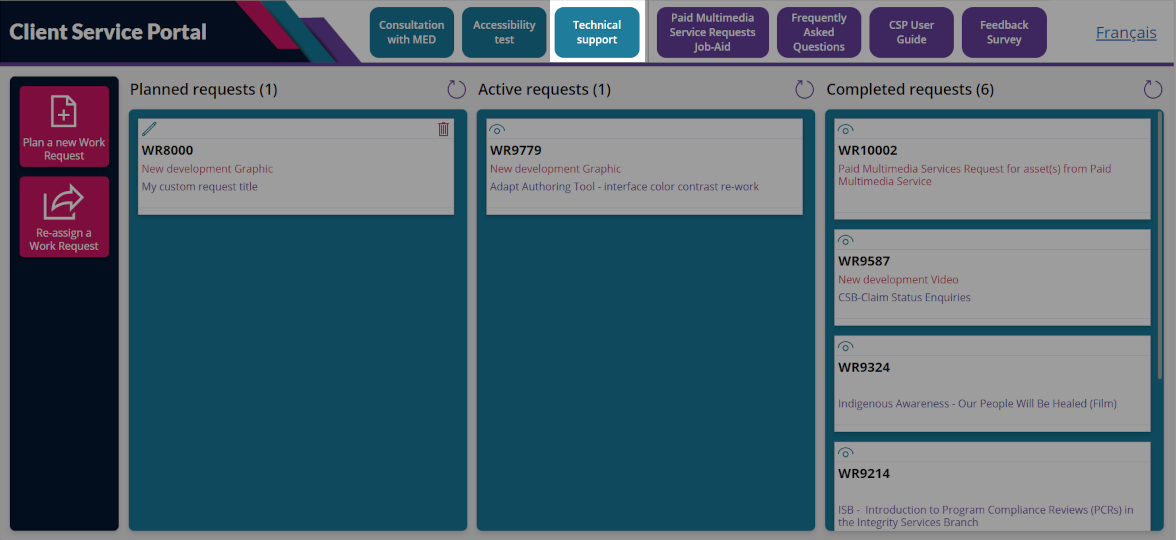 Client Service Portal
Consultation
with MED
Accessibility
test
Technical
support
Paid Multimedia
Service Requests
Job-Aid
Frequently
Asked
Questions
CSP User
Guide
Feedback
Survey
Français
Plan a new Work
Request
Re-assign a
Work Request
Planned requests (1)
WR8000
New development Graphic
My custom request title
Active requests (1)
WR9779
New development Graphic
Adapt Authoring Tool - interface color contrast re-work
Completed requests (6)
WR10002
Paid Multimedia Services Request for asset(s) from Paid
Multimedia Service
WR9587
New development Video
CSB-Claim Status Enquiries
WR9324
Indigenous Awareness - Our People Will Be Healed (Film)
WR9214
ISB -  Introduction to Program Compliance Reviews (PCRs) in
the Integrity Services Branch